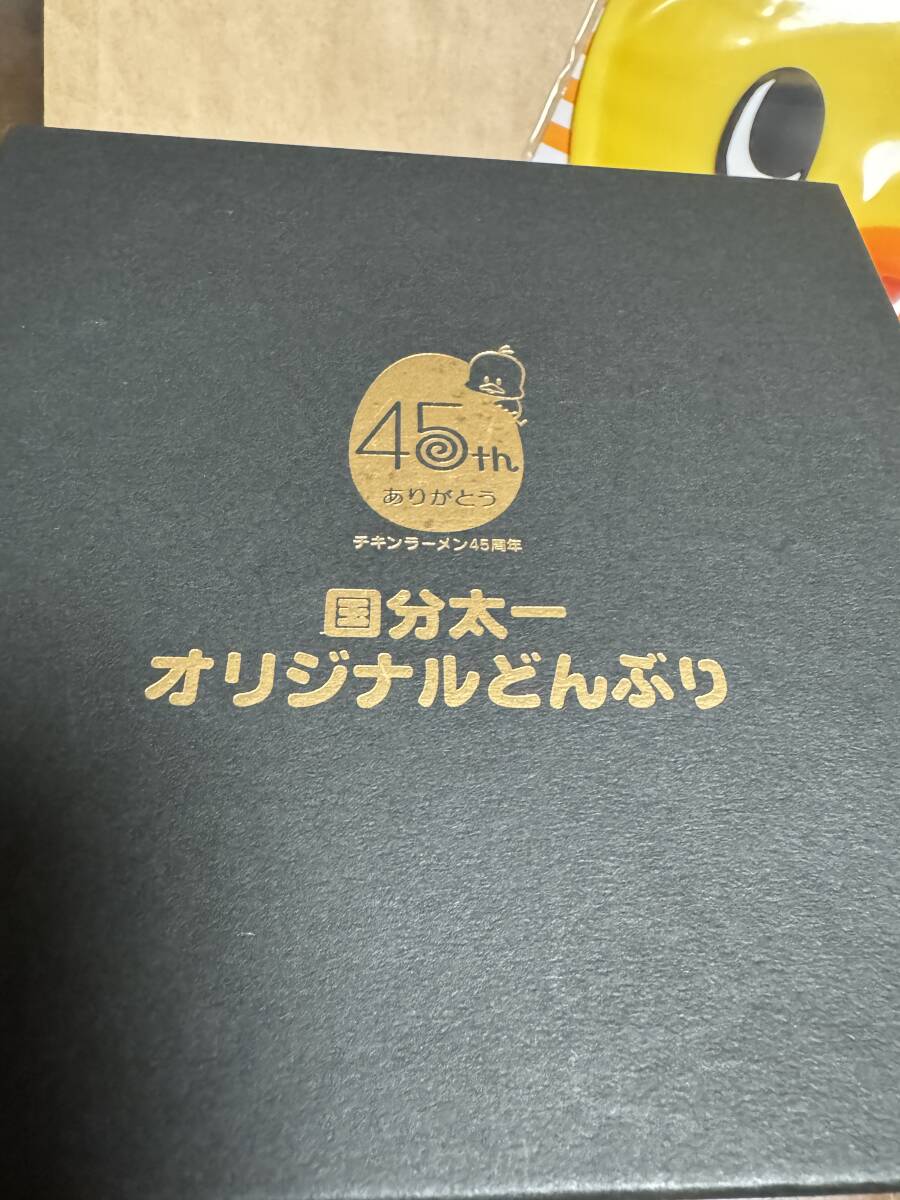 45th
ありがとう
チキンラーメン45周年
国分太一
オリジナルどんぶり